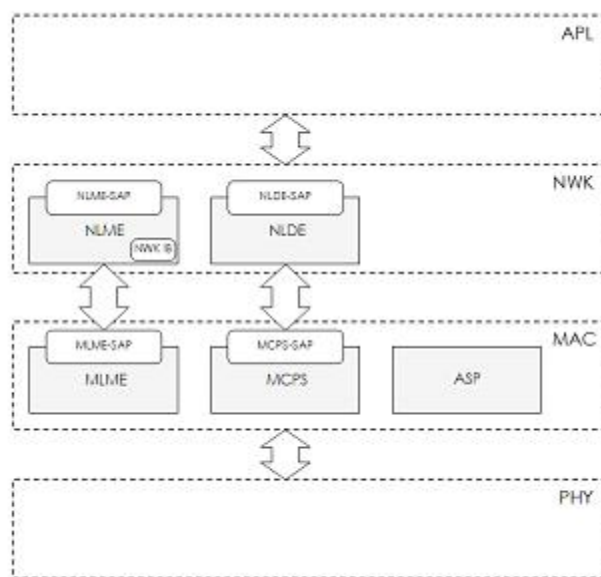 APL
NWK
NLME-SAP
NLDE-SAP
NLME
NLDE
NWK IB
MAC
MLME-SAP
MCPS-SAP
MLME
MCPS
ASP
PHY